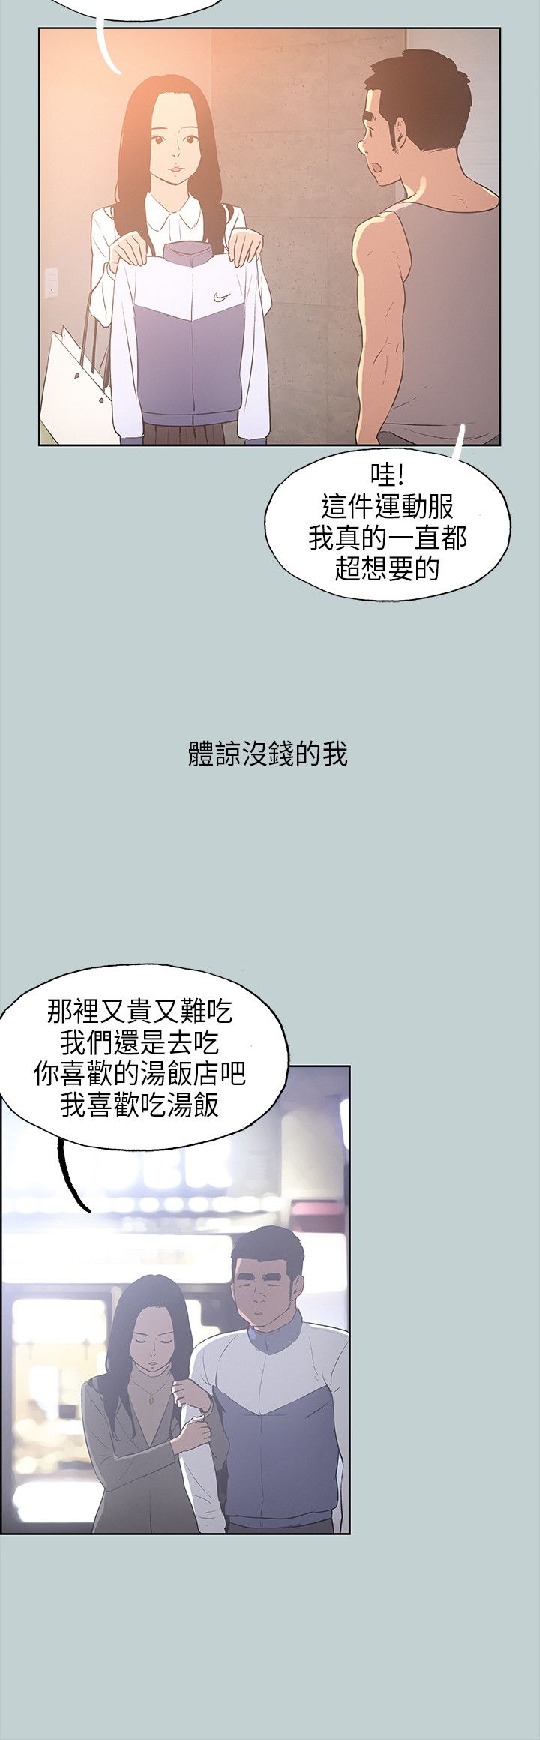 哇!
這件運動服
我真的一直都
超想要的
體諒沒錢的我
那裡又貴又難吃
我們還是去吃
你喜歡的湯飯店吧
我喜歡吃湯飯